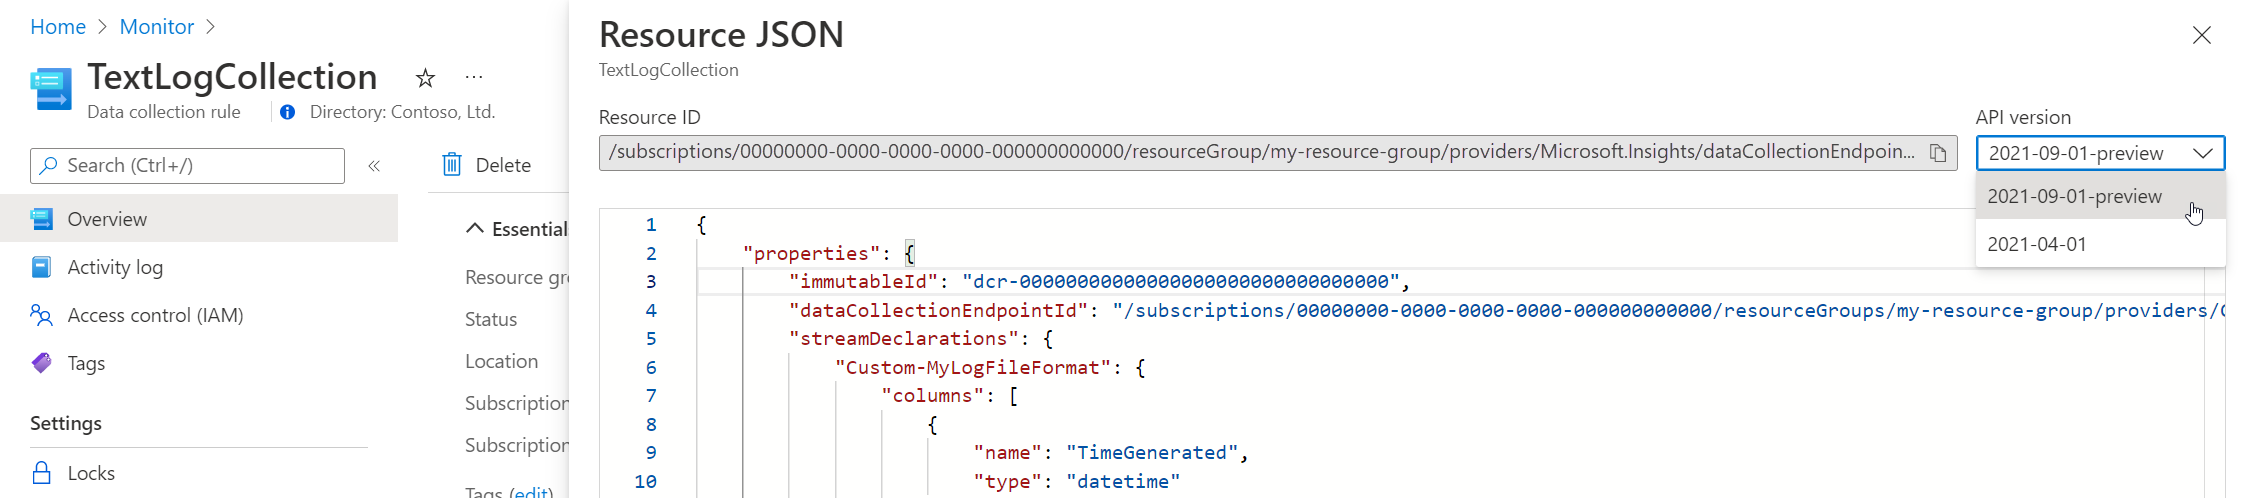 Home > Monitor >
TextLogCollection ☆ ...
Data collection rule
Directory: Contoso, Ltd.
Search (Ctrl+/)
«
Overview
Activity log
Access control (IAM)
Tags
Settings
Locks
Delete
Essential
Resource gr
Status
Location
Subscription
Subscription
Tags (edit)
Resource JSON
TextLogCollection
Resource ID
/subscriptions/00000000-0000-0000-0000-000000000000/resourceGroup/my-resource-group/providers/Microsoft.Insights/dataCollectionEndpoin...
API version
2021-09-01-preview
2021-09-01-preview
2021-04-01
1 {
2 "properties": {
3 "immutableId": "dcr-00000000000000000000000000000000",
4 "dataCollectionEndpointId": "/subscriptions/00000000-0000-0000-0000-000000000000/resourceGroups/my-resource-group/providers/
5 "streamDeclarations": {
6 "Custom-MyLogFileFormat": {
7 "columns": [
8 {
9 "name": "TimeGenerated",
10 "type": "datetime"